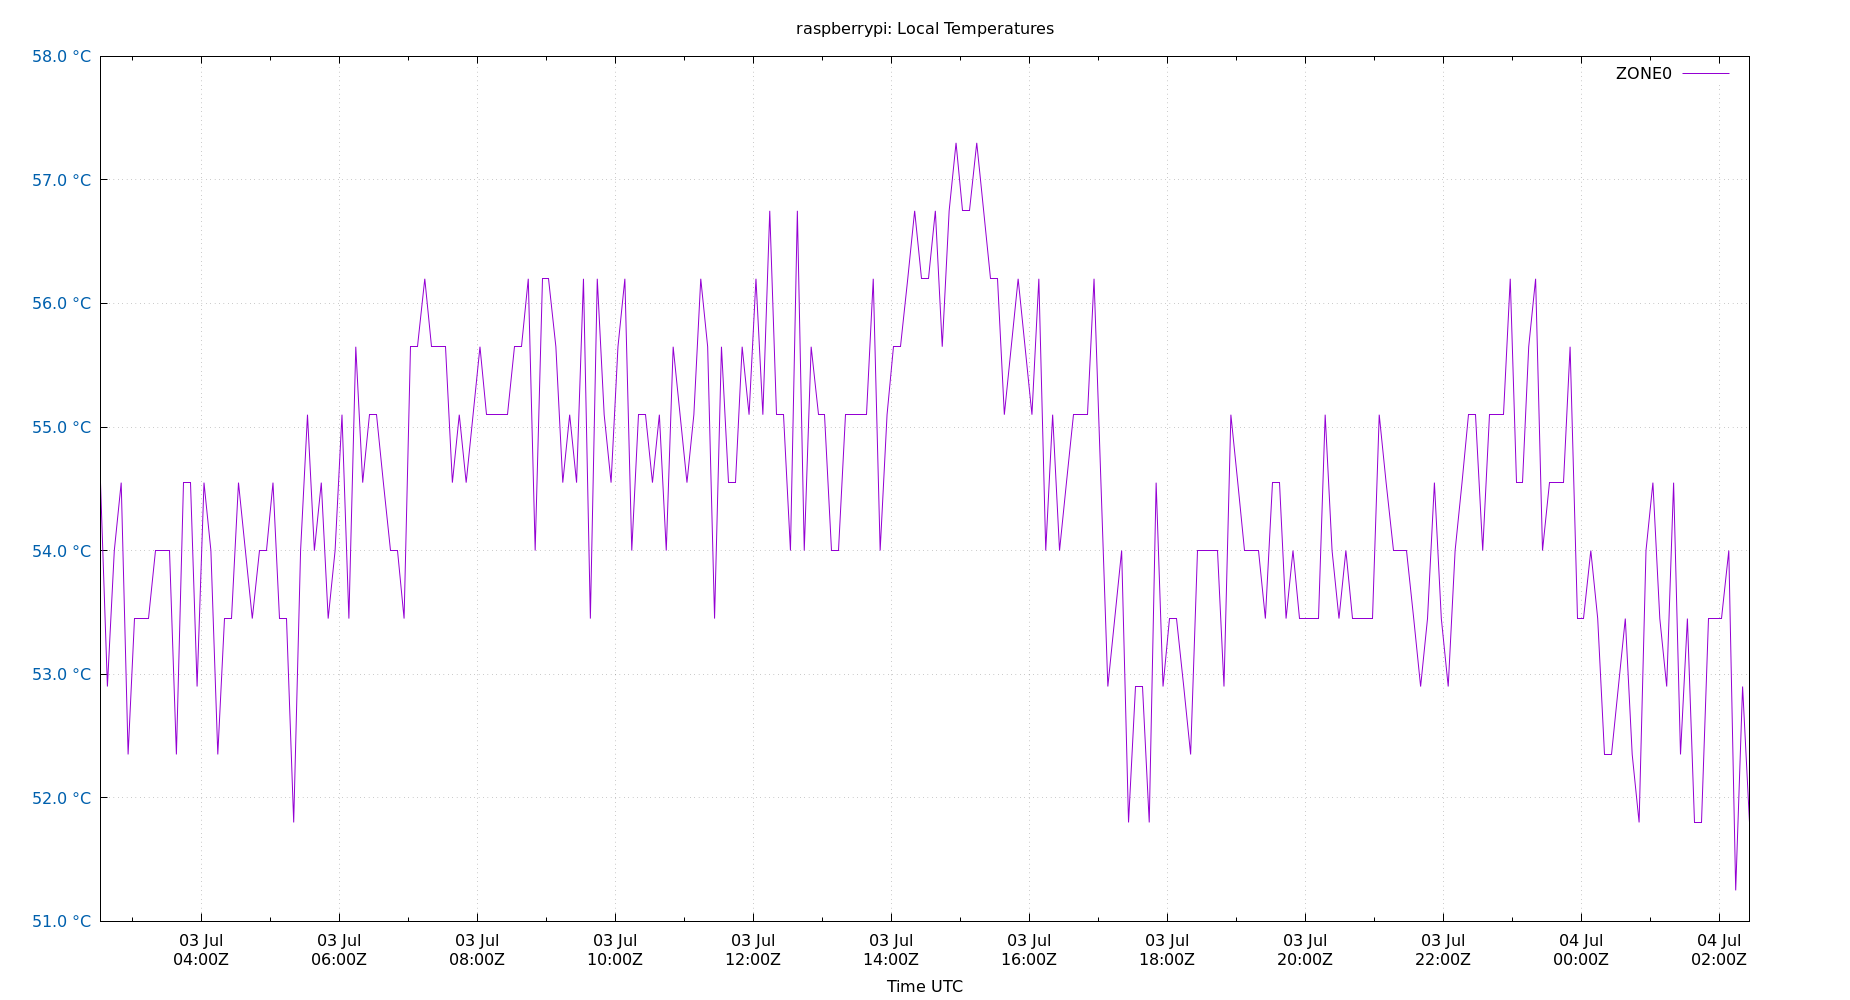 raspberrypi: Local Temperatures
58.0 °C
ZONE0
57.0 °C
56.0 °C
55.0 °C
54.0 °C
53.0 °C
52.0 °C
51.0 °C
03 Jul 03 Jul 03 Jul 03 Jul 03 Jul 03 Jul 03 Jul 03 Jul 03 Jul 03 Jul 04 Jul 04 Jul
04:00Z 06:00Z 08:00Z 10:00Z 12:00Z 14:00Z 16:00Z 18:00Z 20:00Z 22:00Z 00:00Z 02:00Z
Time UTC